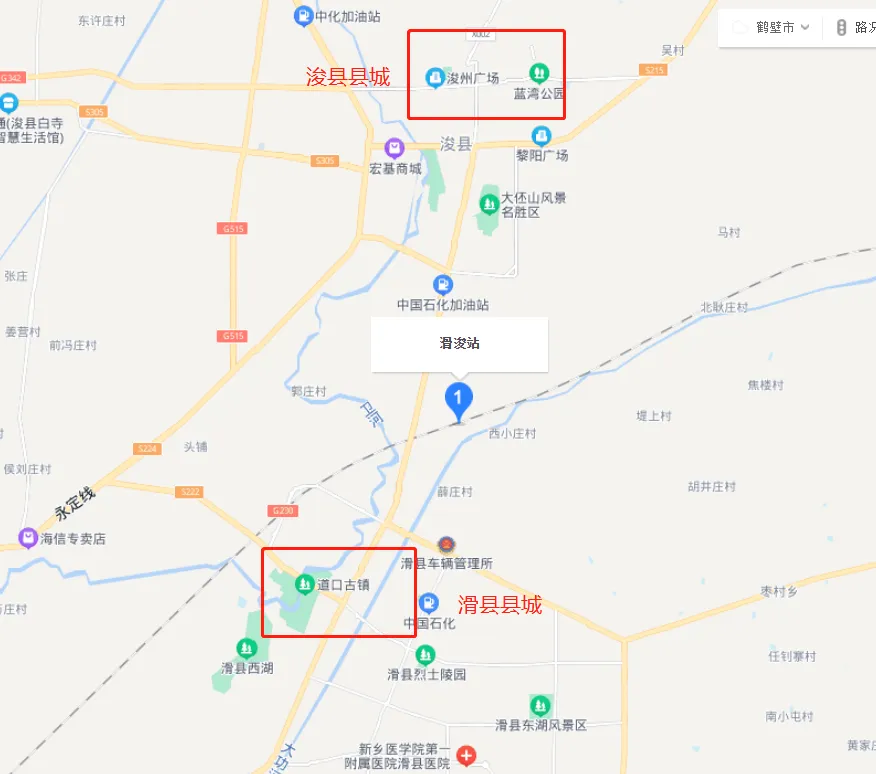 中化加油站
东许庄村
鹤壁市
路况
X002
吴村
浚县县城
浚州广场
S215
G342
蓝湾公园
S305
通(浚县白寺
智慧生活馆)
浚县
黎阳广场
S305
宏基商城
大伾山风景
名胜区
G515
马村
张庄
中国石化加油站
北耿庄村
姜营村
前冯庄村
G515
滑浚站
焦楼村
郭庄村
1
卫河
堤上村
西小庄村
头铺
S224
侯刘庄村
胡井庄村
S222
薛庄村
永定线
G230
海信专卖店
滑县车辆管理所
道口古镇
枣村乡
滑县县城
中国石化
任钊寨村
滑县西湖
滑县烈士陵园
南小屯村
滑县东湖风景区
新乡医学院第一
附属医院滑县医院
黄家庄